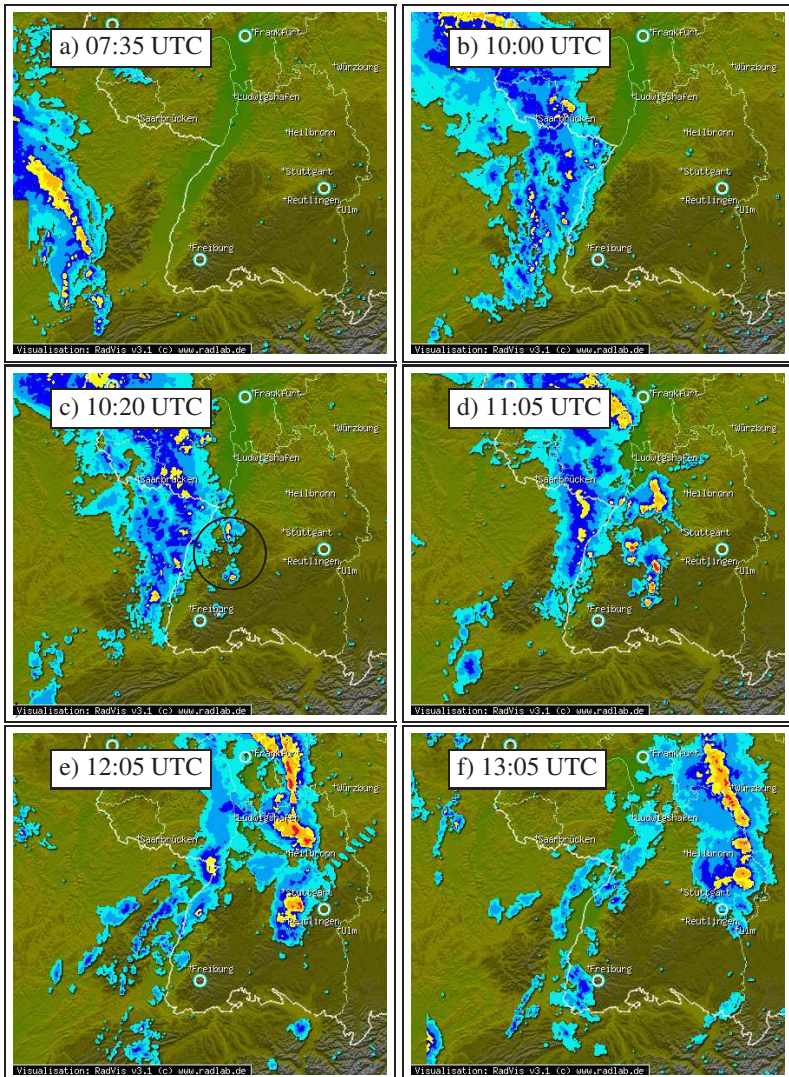 a) 07:35 UTC
+Frankfurt
+Würzburg
+Ludwigshafen
+Saarbrücken
+Heilbronn
+Stuttgart
+Reutlingen
+Ulm
+Freiburg
Visualisation: RadVis v3.1 (c) www.radlab.de
b) 10:00 UTC
+Frankfurt
+Würzburg
+Ludwigshafen
+Saarbrücken
+Heilbronn
+Stuttgart
+Reutlingen
+Ulm
+Freiburg
Visualisation: RadVis v3.1 (c) www.radlab.de
c) 10:20 UTC
+Frankfurt
+Würzburg
+Ludwigshafen
+Saarbrücken
+Heilbronn
+Stuttgart
+Reutlingen
+Ulm
+Freiburg
Visualisation: RadVis v3.1 (c) www.radlab.de
d) 11:05 UTC
+Frankfurt
+Würzburg
+Ludwigshafen
+Saarbrücken
+Heilbronn
+Stuttgart
+Reutlingen
+Ulm
+Freiburg
Visualisation: RadVis v3.1 (c) www.radlab.de
e) 12:05 UTC
+Frankfurt
+Würzburg
+Ludwigshafen
+Saarbrücken
+Heilbronn
+Stuttgart
+Reutlingen
+Ulm
+Freiburg
Visualisation: RadVis v3.1 (c) www.radlab.de
f) 13:05 UTC
+Frankfurt
+Würzburg
+Ludwigshafen
+Saarbrücken
+Heilbronn
+Stuttgart
+Reutlingen
+Ulm
+Freiburg
Visualisation: RadVis v3.1 (c) www.radlab.de